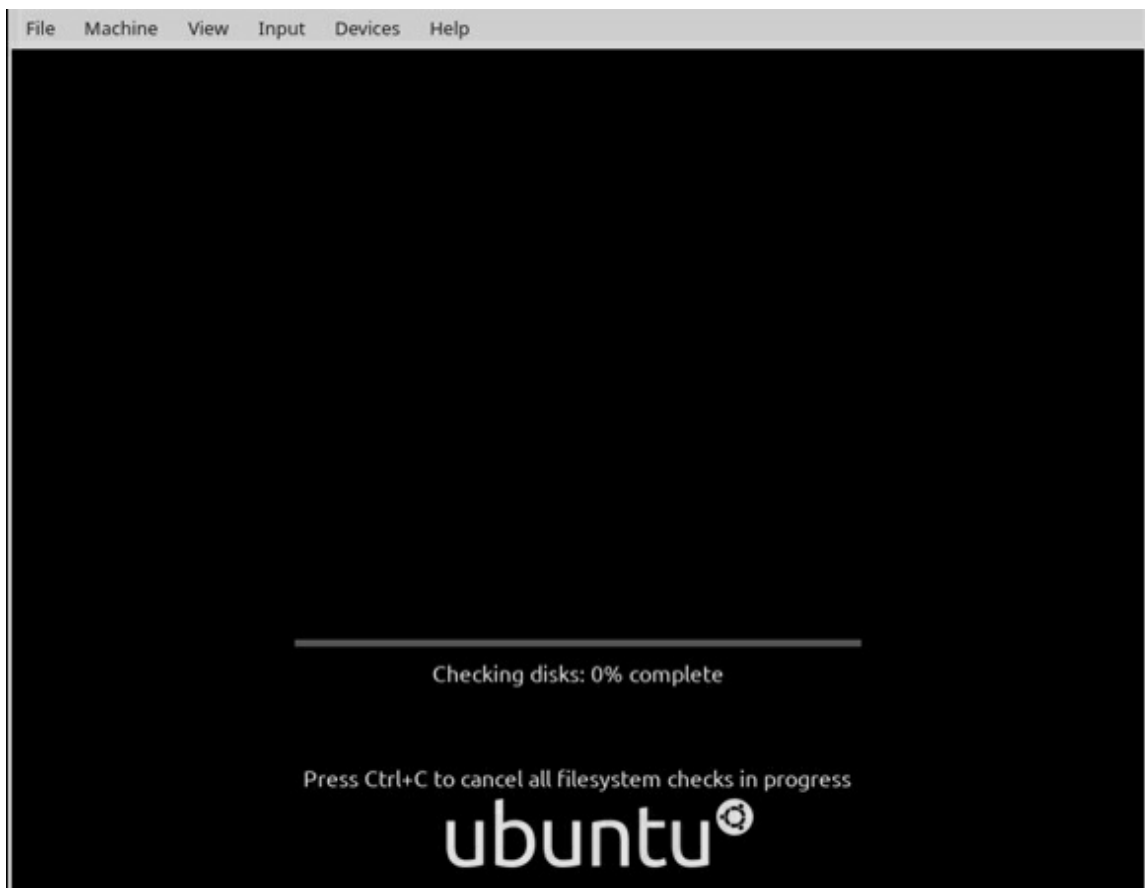 File Machine View Input Devices Help
Checking disks: 0% complete
Press Ctrl+C to cancel all filesystem checks in progress
ubuntu